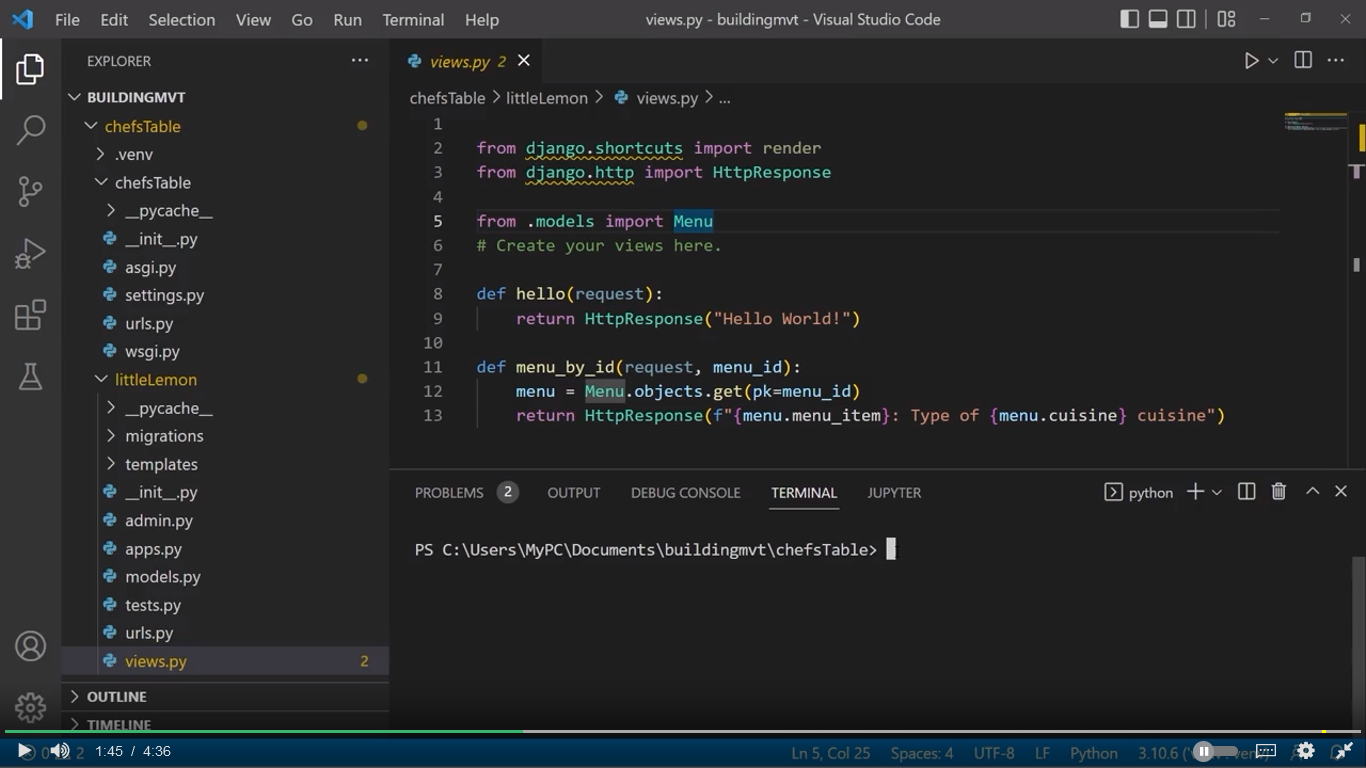 File Edit Selection View Go Run Terminal Help views.py - buildingmvt - Visual Studio Code
EXPLORER
BUILDINGMVT
chefsTable
.venv
chefsTable
__pycache__
__init__.py
asgi.py
settings.py
urls.py
wsgi.py
littleLemon
__pycache__
migrations
templates
__init__.py
admin.py
apps.py
models.py
tests.py
urls.py
views.py 2
OUTLINE
TIMELINE
views.py 2
chefsTable > littleLemon > views.py > ...
1
2 from django.shortcuts import render
3 from django.http import HttpResponse
4
5 from .models import Menu
6 # Create your views here.
7
8 def hello(request):
9 return HttpResponse("Hello World!")
10
11 def menu_by_id(request, menu_id):
12 menu = Menu.objects.get(pk=menu_id)
13 return HttpResponse(f"{menu.menu_item}: Type of {menu.cuisine} cuisine")
PROBLEMS 2 OUTPUT DEBUG CONSOLE TERMINAL JUPYTER python
PS C:\Users\MyPC\Documents\buildingmvt\chefsTable>
1:45 / 4:36
Ln 5, Col 25 Spaces: 4 UTF-8 LF Python 3.10.6